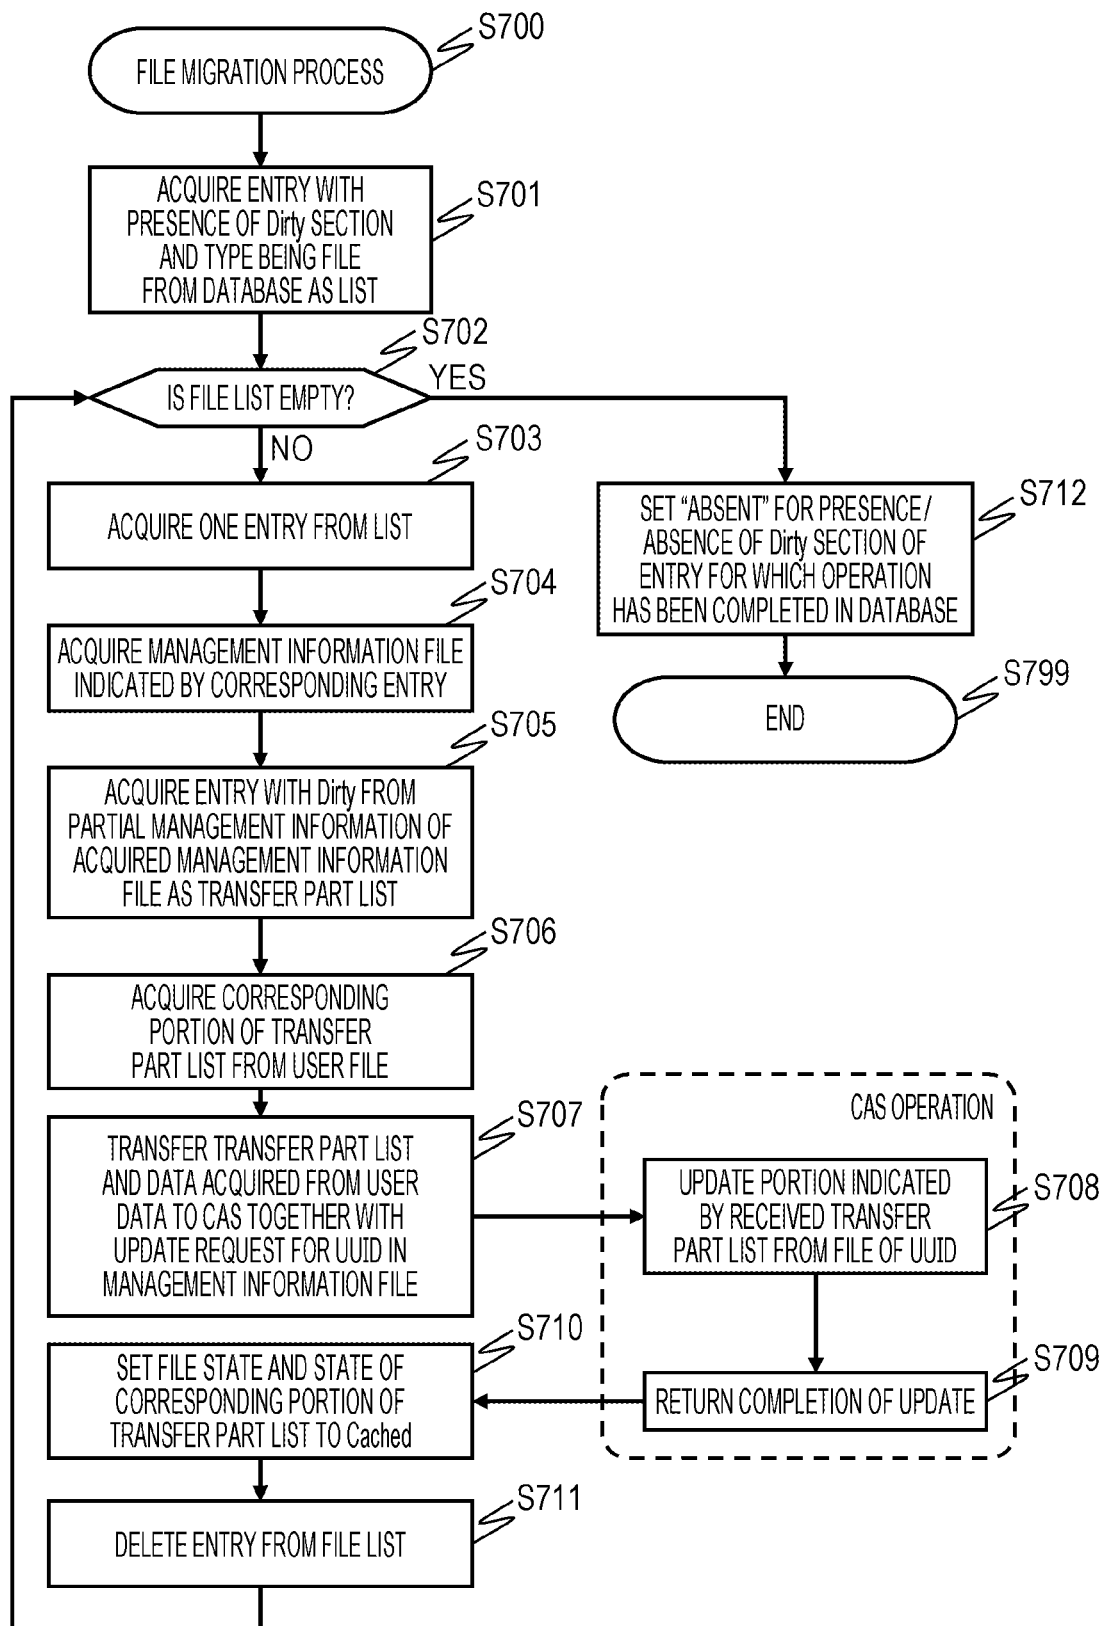 S700
FILE MIGRATION PROCESS
S701
ACQUIRE ENTRY WITH
PRESENCE OF Dirty SECTION
AND TYPE BEING FILE
FROM DATABASE AS LIST
S702
IS FILE LIST EMPTY?
YES
NO
S703
ACQUIRE ONE ENTRY FROM LIST
S704
ACQUIRE MANAGEMENT INFORMATION FILE
INDICATED BY CORRESPONDING ENTRY
S705
ACQUIRE ENTRY WITH Dirty FROM
PARTIAL MANAGEMENT INFORMATION OF
ACQUIRED MANAGEMENT INFORMATION
FILE AS TRANSFER PART LIST
S706
ACQUIRE CORRESPONDING
PORTION OF TRANSFER
PART LIST FROM USER FILE
S707
TRANSFER TRANSFER PART LIST
AND DATA ACQUIRED FROM USER
DATA TO CAS TOGETHER WITH
UPDATE REQUEST FOR UUID IN
MANAGEMENT INFORMATION FILE
CAS OPERATION
S708
UPDATE PORTION INDICATED
BY RECEIVED TRANSFER
PART LIST FROM FILE OF UUID
S709
RETURN COMPLETION OF UPDATE
S710
SET FILE STATE AND STATE OF
CORRESPONDING PORTION OF
TRANSFER PART LIST TO Cached
S711
DELETE ENTRY FROM FILE LIST
S712
SET “ABSENT” FOR PRESENCE/
ABSENCE OF Dirty SECTION OF
ENTRY FOR WHICH OPERATION
HAS BEEN COMPLETED IN DATABASE
S799
END